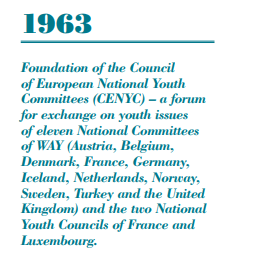 1963
Foundation of the Council
of European National Youth
Committees (CENYC) – a forum
for exchange on youth issues
of eleven National Committees
of WAY (Austria, Belgium,
Denmark, France, Germany,
Iceland, Netherlands, Norway,
Sweden, Turkey and the United
Kingdom) and the two National
Youth Councils of France and
Luxembourg.